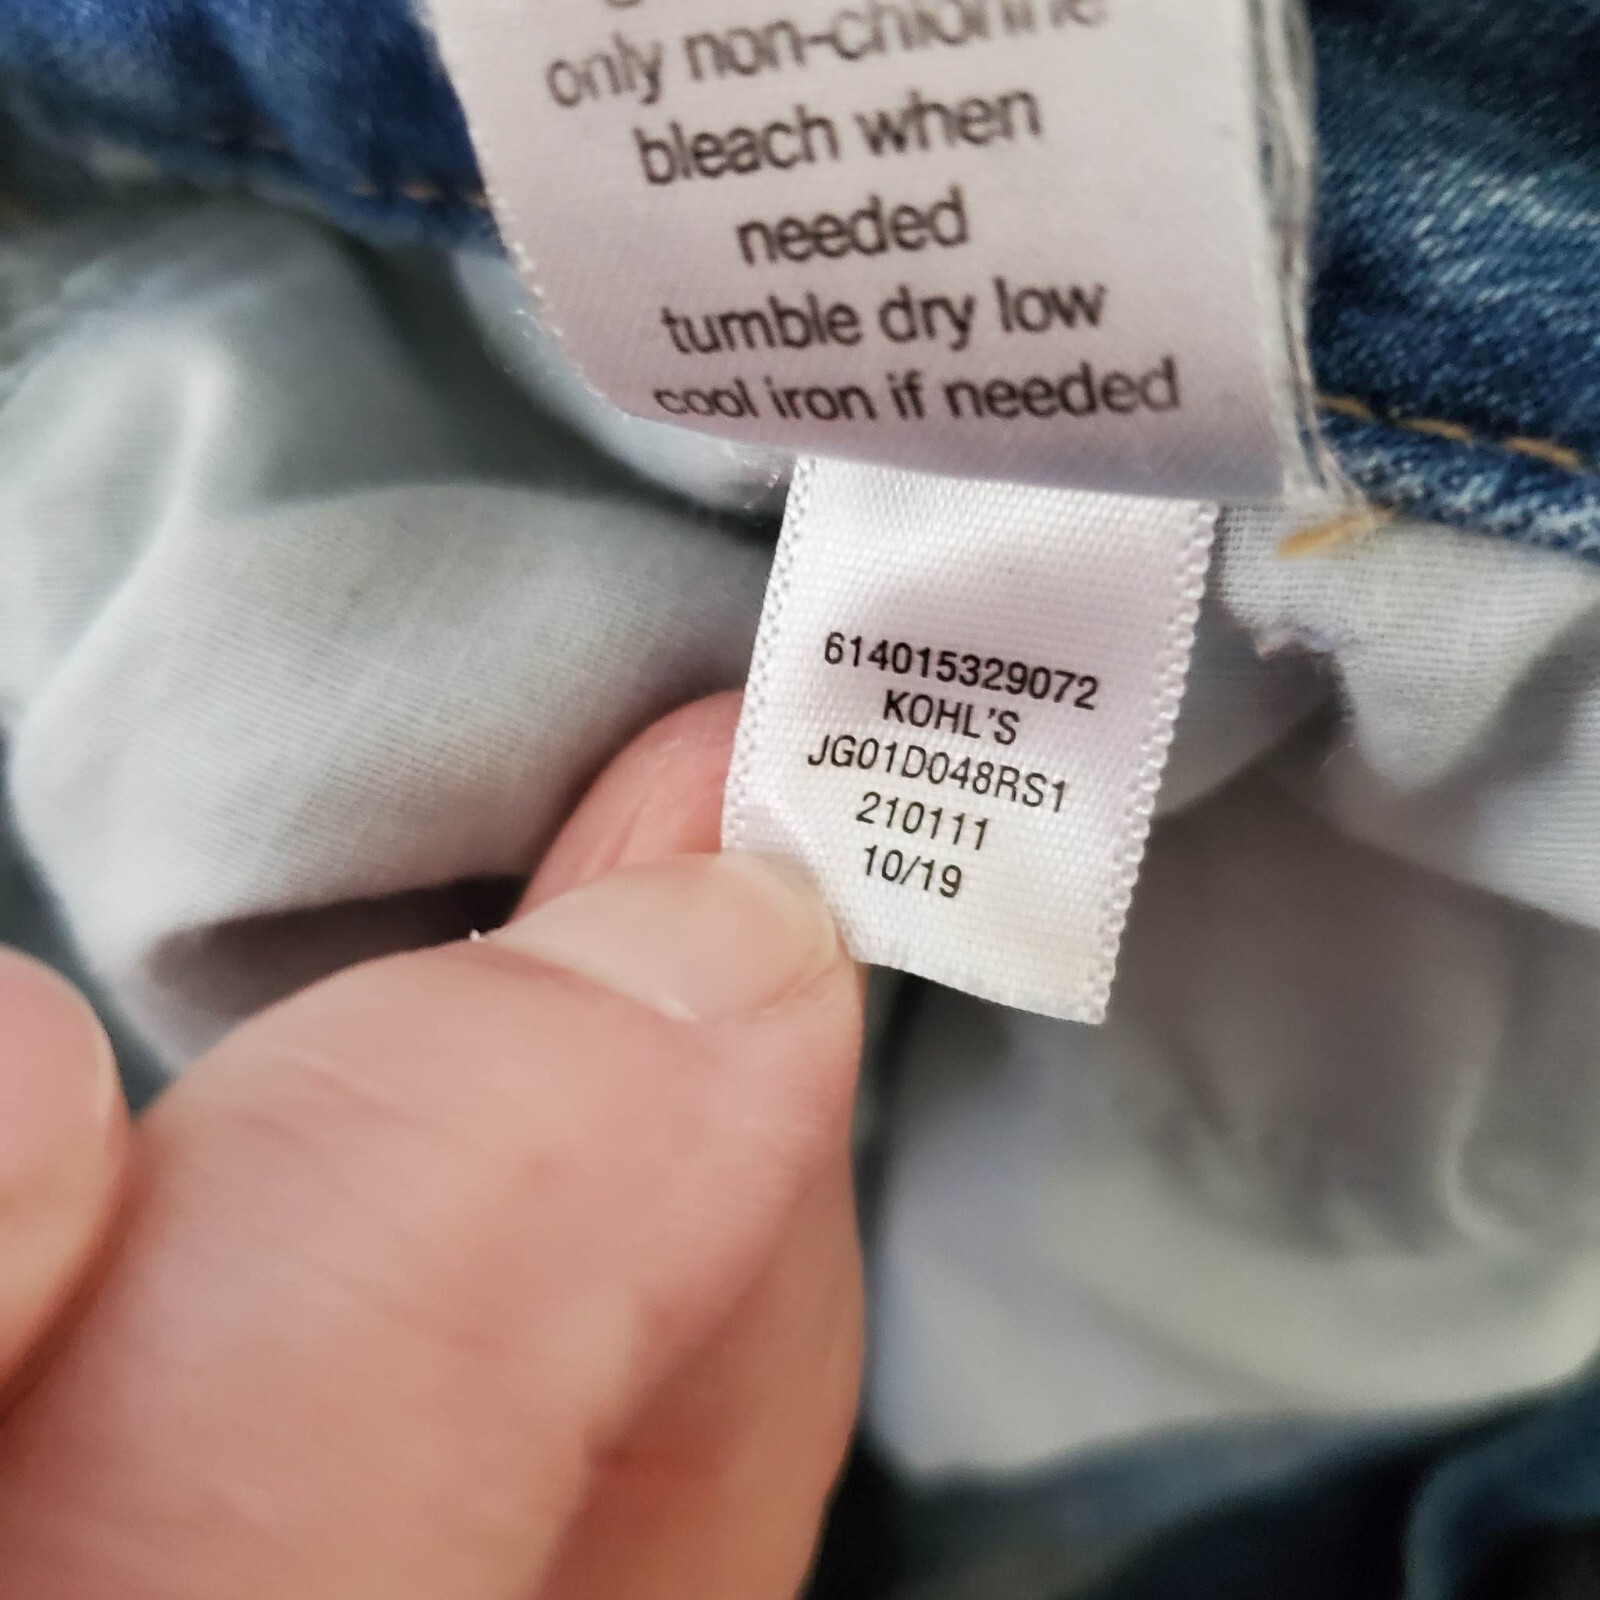 only non-chlorine
bleach when
needed
tumble dry low
cool iron if needed
614015329072
KOHL'S
JG01D048RS1
210111
10/19